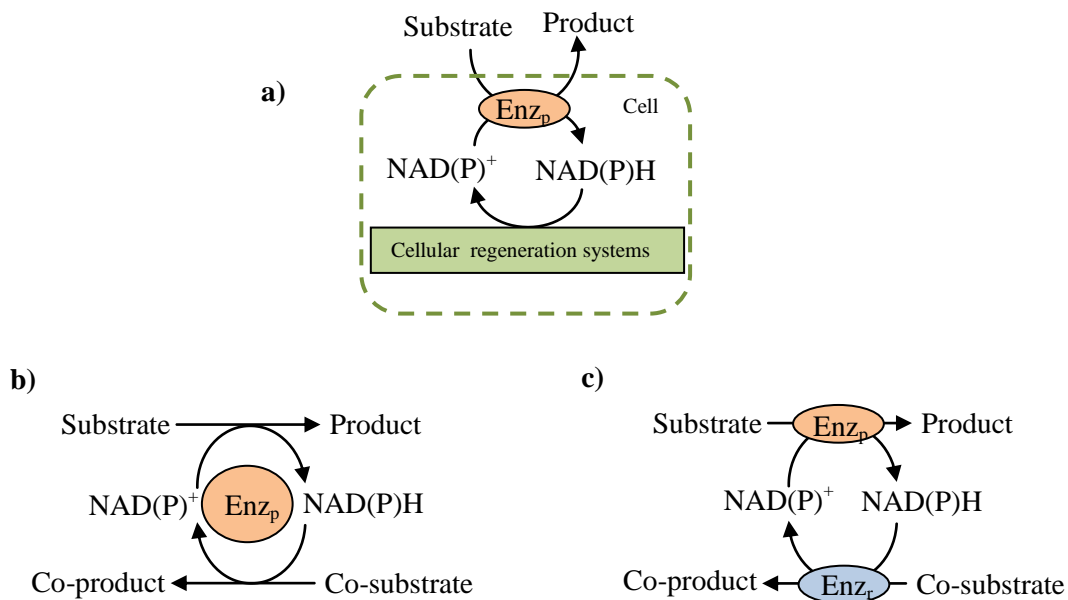 Substrate Product
a)
Enzp Cell
NAD(P)+ NAD(P)H
Cellular regeneration systems
b)
Substrate Product
NAD(P)+ Enzp NAD(P)H
Co-product Co-substrate
c)
Substrate Enzp Product
NAD(P)+ NAD(P)H
Co-product Enzr Co-substrate